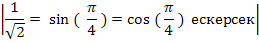 |1/√2 = sin ( π/4 ) = cos ( π/4 ) ескерсек|